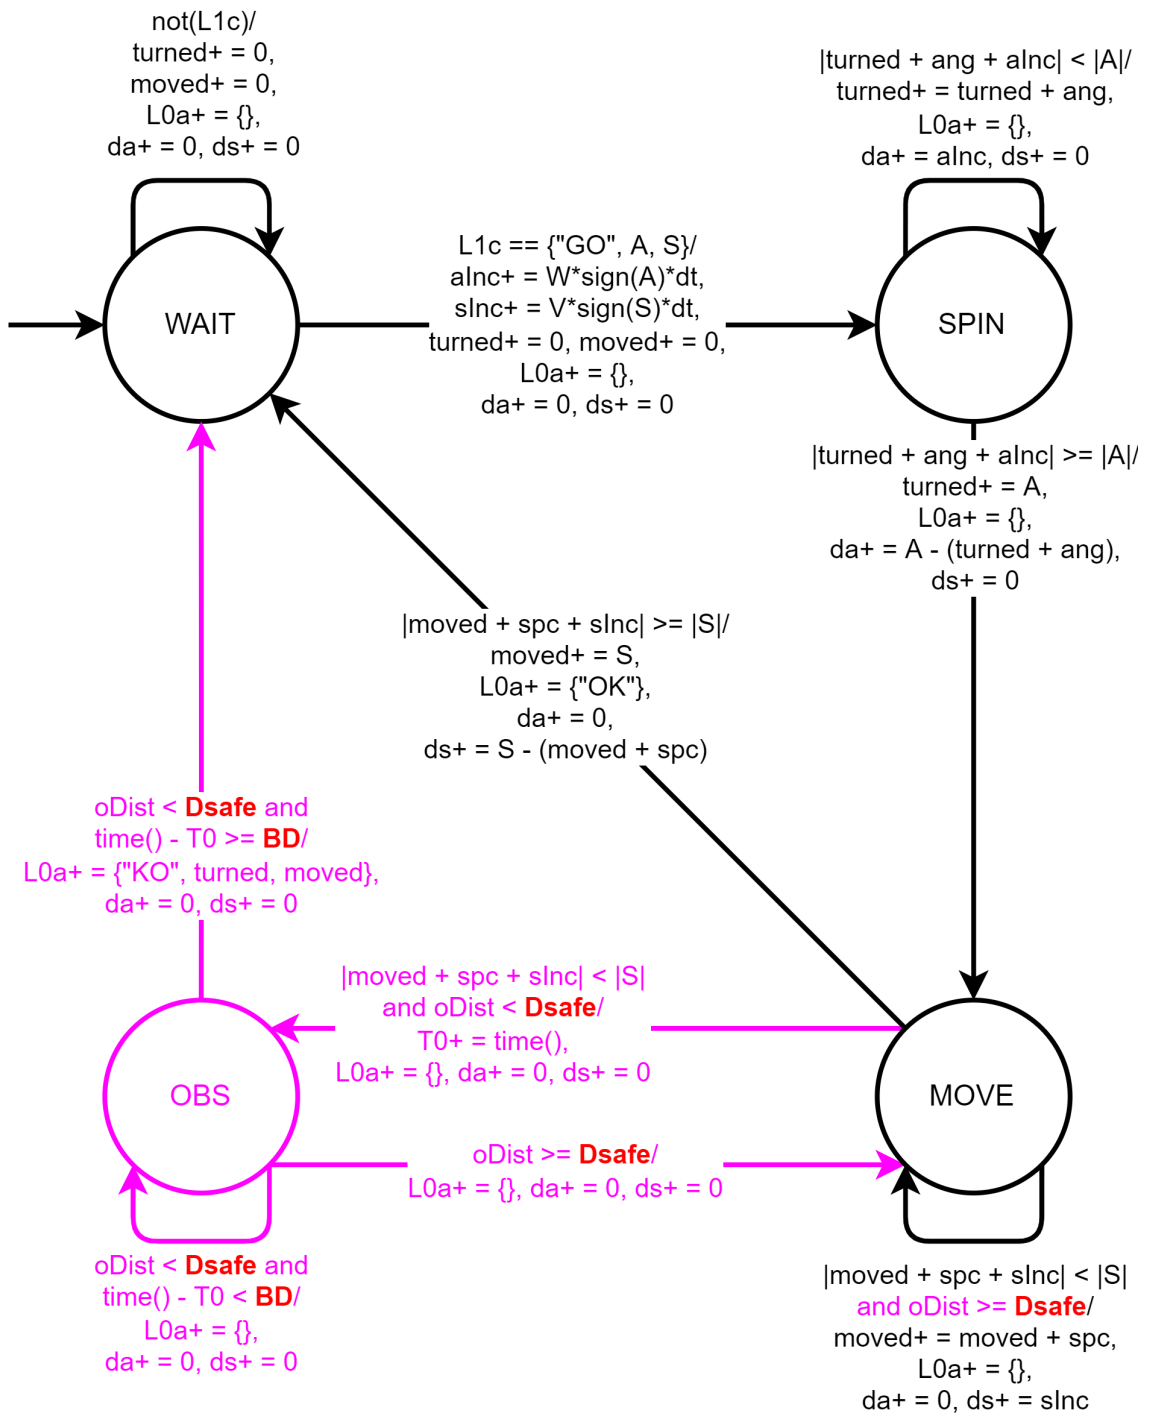 not(L1c)/
turned+ = 0,
moved+ = 0,
L0a+ = {},
da+ = 0, ds+ = 0
|turned + ang + aInc| < |A|/
turned+ = turned + ang,
L0a+ = {},
da+ = aInc, ds+ = 0
WAIT
L1c == {"GO", A, S}/
aInc+ = W*sign(A)*dt,
sInc+ = V*sign(S)*dt,
turned+ = 0, moved+ = 0,
L0a+ = {},
da+ = 0, ds+ = 0
SPIN
|turned + ang + aInc| >= |A|/
turned+ = A,
L0a+ = {},
da+ = A - (turned + ang),
ds+ = 0
|moved + spc + sInc| >= |S|/
moved+ = S,
L0a+ = {"OK"},
da+ = 0,
ds+ = S - (moved + spc)
oDist < Dsafe and
time() - T0 >= BD/
L0a+ = {"KO", turned, moved},
da+ = 0, ds+ = 0
|moved + spc + sInc| < |S|
and oDist < Dsafe/
T0+ = time(),
L0a+ = {}, da+ = 0, ds+ = 0
OBS
MOVE
oDist >= Dsafe/
L0a+ = {}, da+ = 0, ds+ = 0
oDist < Dsafe and
time() - T0 < BD/
L0a+ = {},
da+ = 0, ds+ = 0
|moved + spc + sInc| < |S|
and oDist >= Dsafe/
moved+ = moved + spc,
L0a+ = {},
da+ = 0, ds+ = sInc